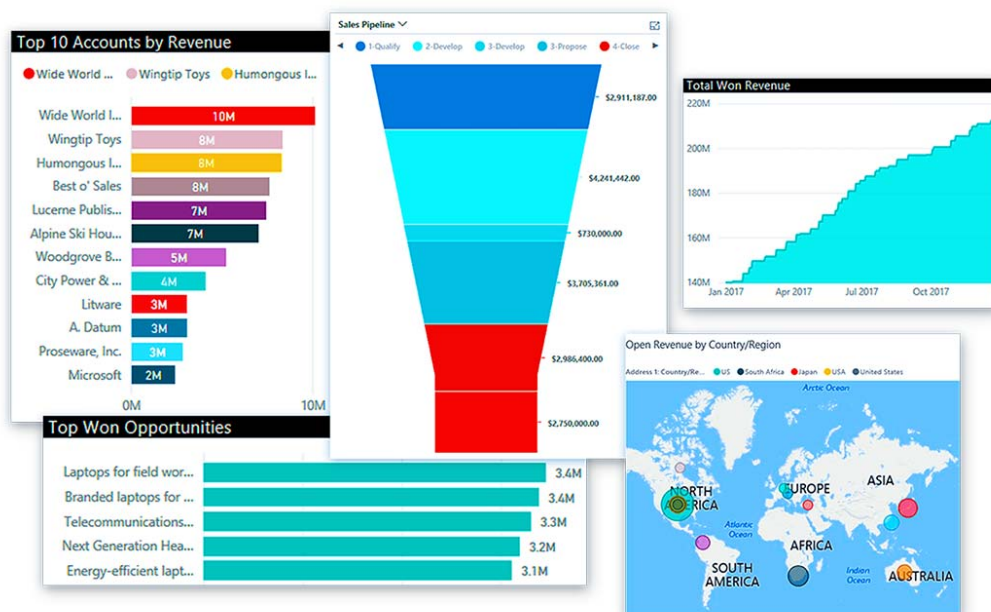 Top 10 Accounts by Revenue
Wide World ... Wingtip Toys Humongous I...
Wide World I... 10M
Wingtip Toys 8M
Humongous I... 8M
Best o' Sales 8M
Lucerne Publis... 7M
Alpine Ski Hou... 7M
Woodgrove B... 5M
City Power & ... 4M
Litware 3M
A. Datum 3M
Proseware, Inc. 3M
Microsoft 2M
0M 10M
Sales Pipeline
1-Qualify 2-Develop 3-Develop 3-Propose 4-Close
$2,911,187.00
$4,241,442.00
$730,000.00
$3,705,361.00
$2,986,400.00
$2,750,000.00
Total Won Revenue
220M
200M
180M
160M
140M
Jan 2017 Apr 2017 Jul 2017 Oct 2017
Top Won Opportunities
Laptops for field wor... 3.4M
Branded laptops for ... 3.4M
Telecommunications... 3.3M
Next Generation Hea... 3.2M
Energy-efficient lapt... 3.1M
Open Revenue by Country/Region
Address 1: Country/Re... US South Africa Japan USA United States
Arctic Ocean
NORTH AMERICA
EUROPE
ASIA
Atlantic Ocean
AFRICA
SOUTH AMERICA
Indian Ocean
AUSTRALIA